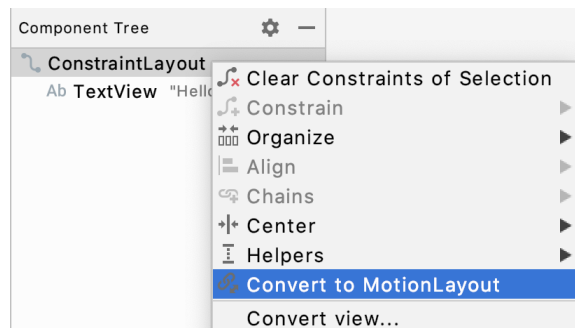 Component Tree
ConstraintLayout
Ab TextView "Hello
Clear Constraints of Selection
Constrain
Organize
Align
Chains
Center
Helpers
Convert to MotionLayout
Convert view...